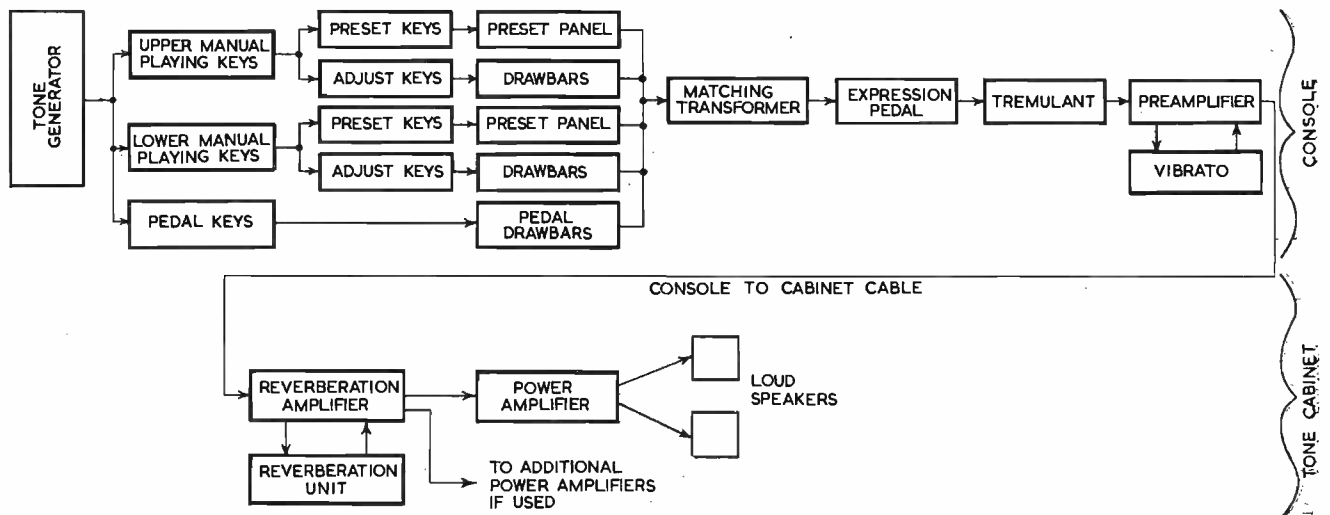 TONE
GENERATOR
UPPER MANUAL
PLAYING KEYS
PRESET KEYS
PRESET PANEL
ADJUST KEYS
DRAWBARS
LOWER MANUAL
PLAYING KEYS
PRESET KEYS
PRESET PANEL
ADJUST KEYS
DRAWBARS
PEDAL KEYS
PEDAL
DRAWBARS
MATCHING
TRANSFORMER
EXPRESSION
PEDAL
TREMULANT
PREAMPLIFIER
VIBRATO
CONSOLE
CONSOLE TO CABINET CABLE
REVERBERATION
AMPLIFIER
POWER
AMPLIFIER
LOUD
SPEAKERS
REVERBERATION
UNIT
TO ADDITIONAL
POWER AMPLIFIERS
IF USED
TONE CABINET